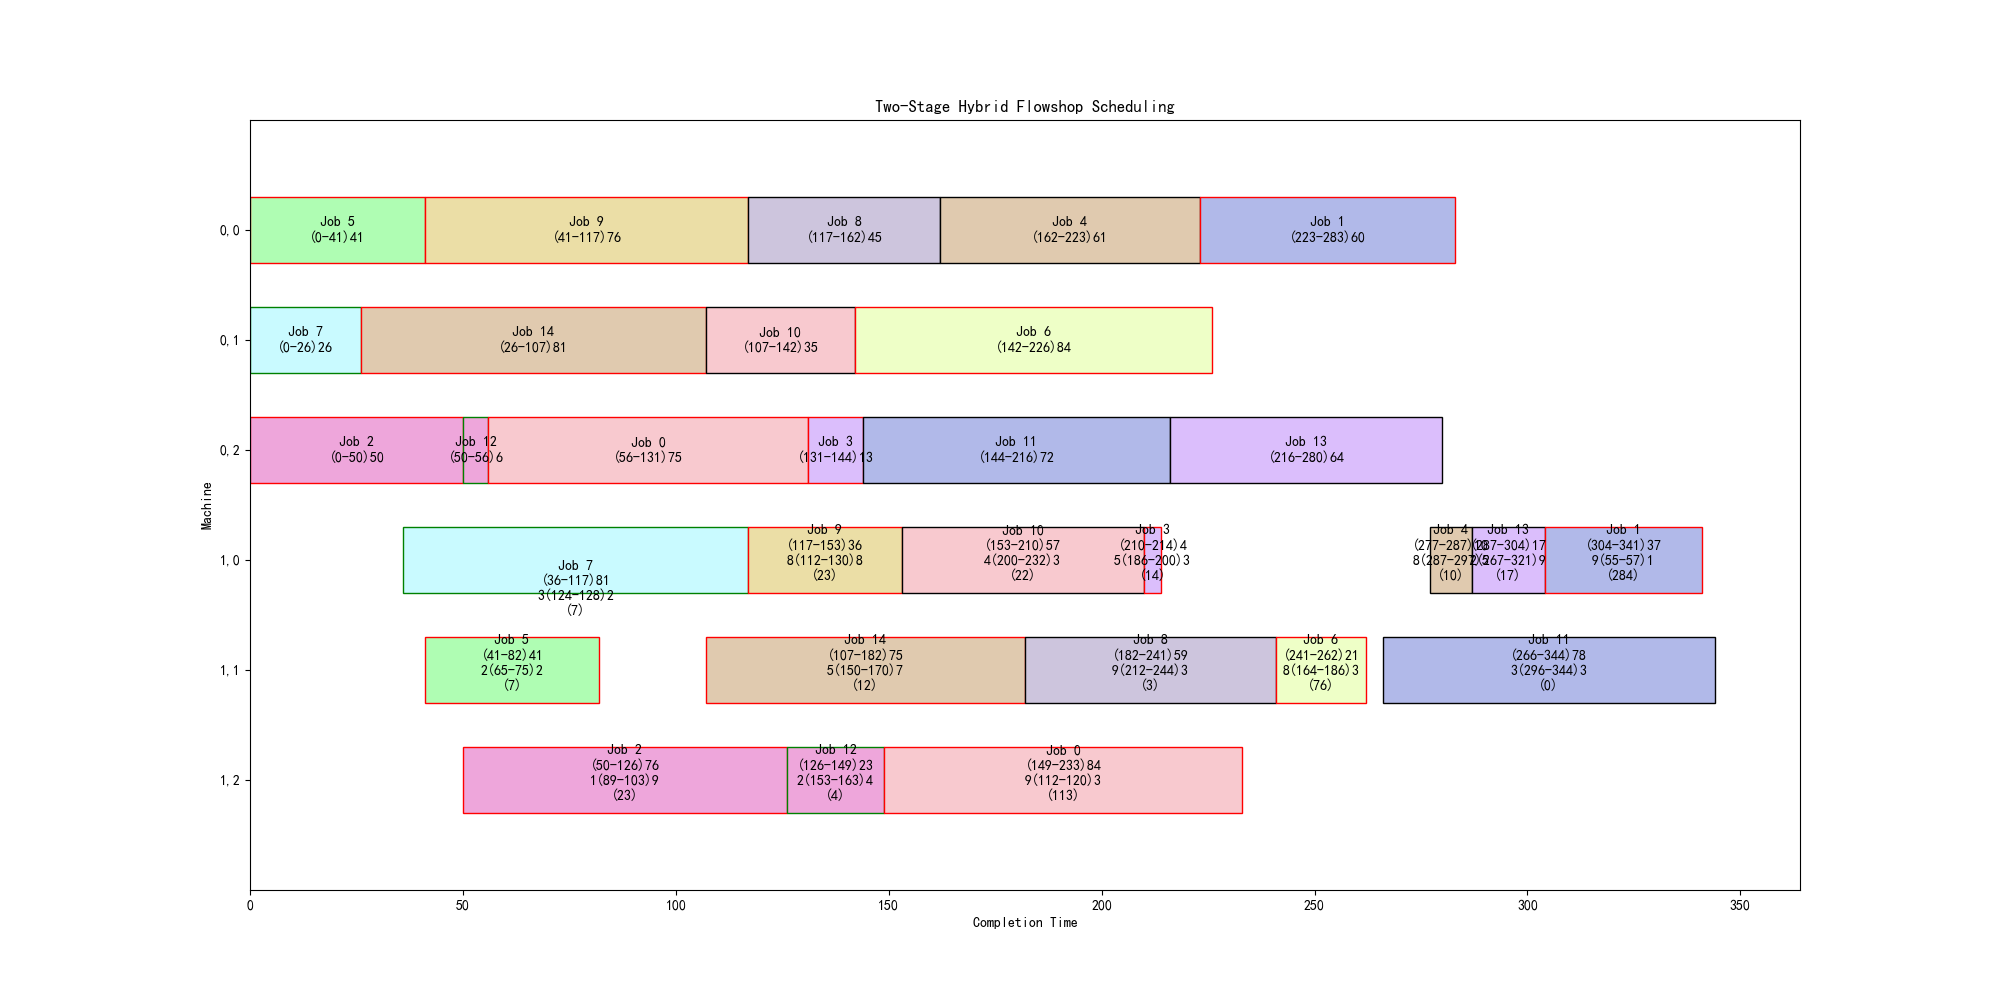 Two-Stage Hybrid Flowshop Scheduling
0,0
Job 5
(0-41)41
Job 9
(41-117)76
Job 8
(117-162)45
Job 4
(162-223)61
Job 1
(223-283)60
0,1
Job 7
(0-26)26
Job 14
(26-107)81
Job 10
(107-142)35
Job 6
(142-226)84
0,2
Job 2
(0-50)50
Job 12
(50-56)6
Job 0
(56-131)75
Job 3
(131-144)13
Job 11
(144-216)72
Job 13
(216-280)64
Machine
1,0
Job 7
(36-117)81
3(124-128)2
(7)
Job 9
(117-153)36
8(112-130)8
(23)
Job 10
(153-210)57
4(200-232)3
(22)
Job 3
(210-214)4
5(186-200)3
(14)
Job 4
(277-287)10
8(287-297)5
(10)
Job 13
(287-304)17
(267-321)9
(17)
Job 1
(304-341)37
9(55-57)1
(284)
1,1
Job 5
(41-82)41
2(65-75)2
(7)
Job 14
(107-182)75
5(150-170)7
(12)
Job 8
(182-241)59
9(212-244)3
(3)
Job 6
(241-262)21
8(164-186)3
(76)
Job 11
(266-344)78
3(296-344)3
(0)
1,2
Job 2
(50-126)76
1(89-103)9
(23)
Job 12
(126-149)23
2(153-163)4
(4)
Job 0
(149-233)84
9(112-120)3
(113)
0
50
100
150
200
250
300
350
Completion Time